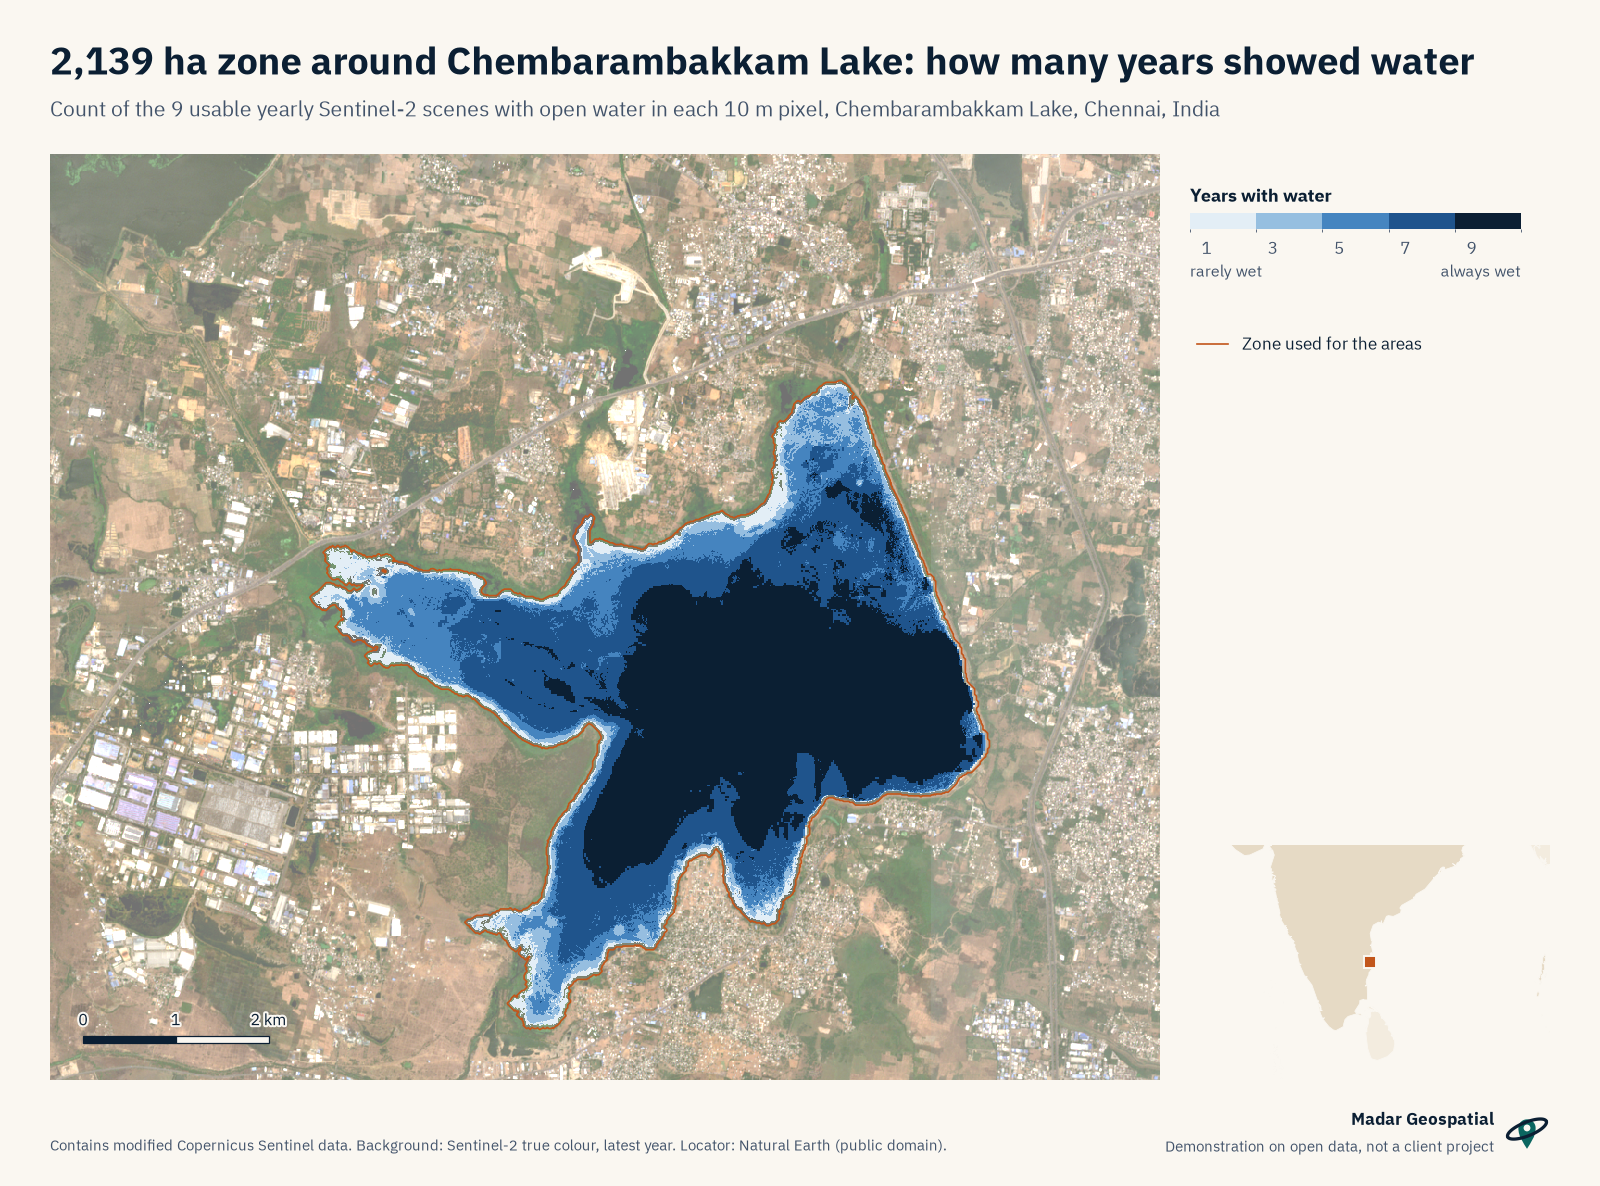 2,139 ha zone around Chembarambakkam Lake: how many years showed water
Count of the 9 usable yearly Sentinel-2 scenes with open water in each 10 m pixel, Chembarambakkam Lake, Chennai, India
Years with water
1 3 5 7 9
rarely wet always wet
Zone used for the areas
0 1 2 km
Madar Geospatial
Contains modified Copernicus Sentinel data. Background: Sentinel-2 true colour, latest year. Locator: Natural Earth (public domain).
Demonstration on open data, not a client project